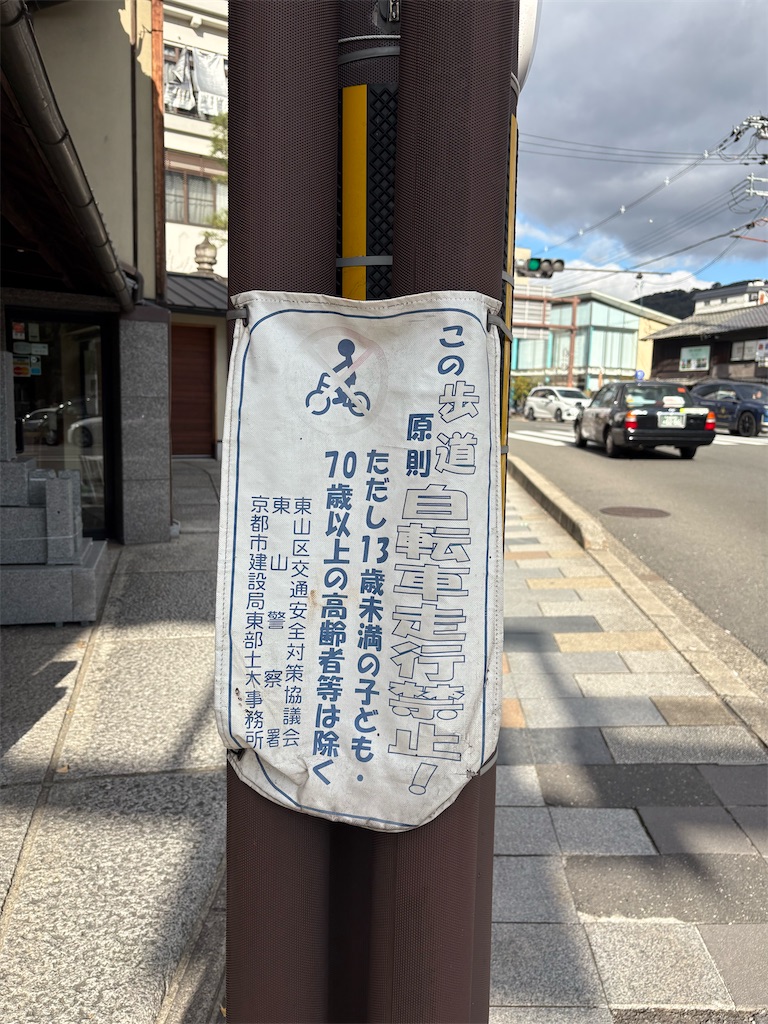 この歩道
原則自転車走行禁止！
ただし13歳未満の子ども・
70歳以上の高齢者等は除く
東山区交通安全対策協議会
東山警察署
京都市建設局東部土木事務所